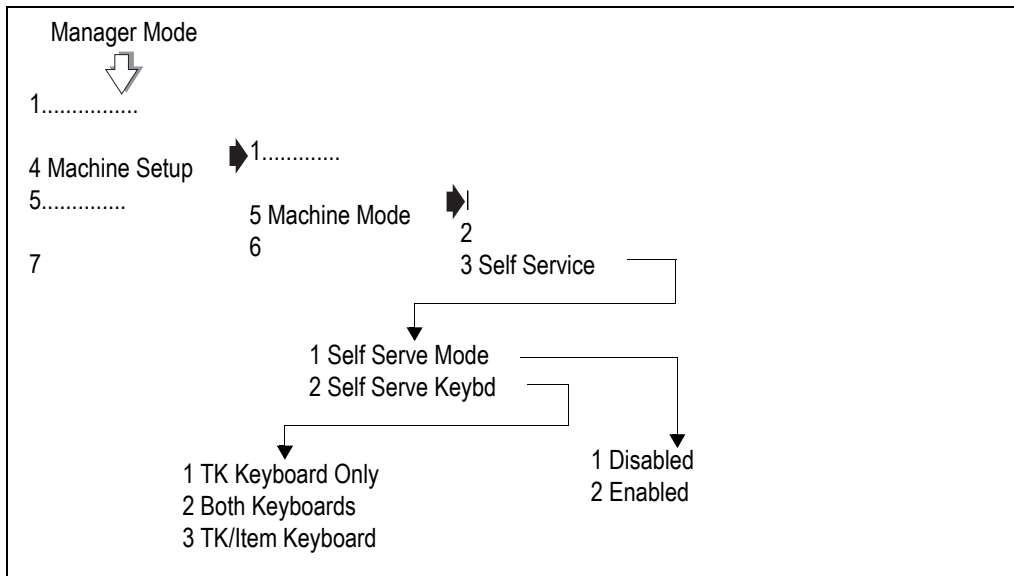 Manager Mode
1................
4 Machine Setup
5..............
7
1.............
5 Machine Mode
6
|
2
3 Self Service
1 Self Serve Mode
2 Self Serve Keybd
1 TK Keyboard Only
2 Both Keyboards
3 TK/Item Keyboard
1 Disabled
2 Enabled